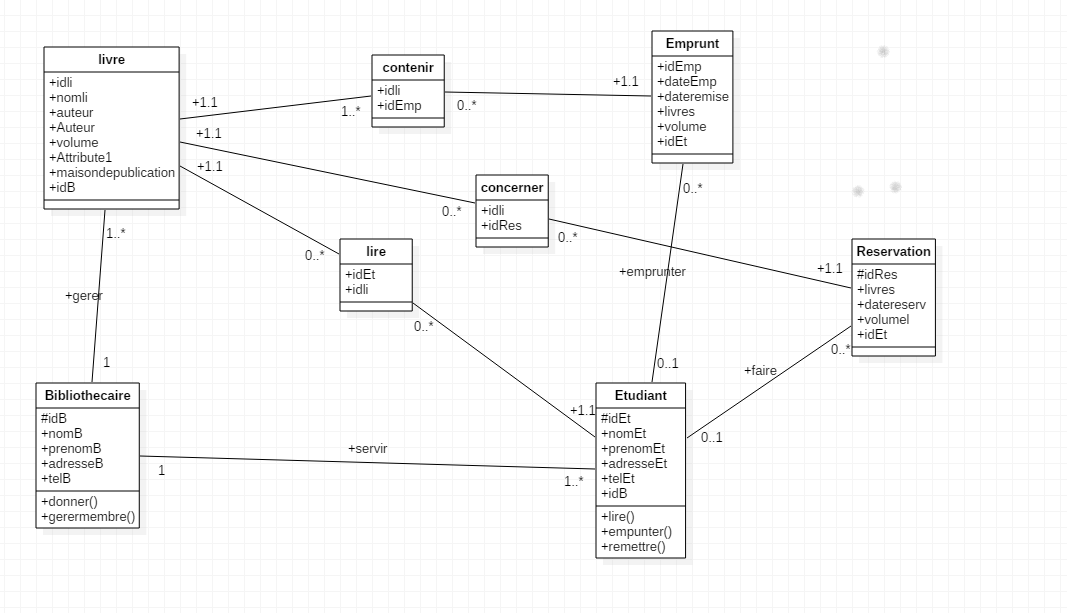 livre
+idli
+nomli
+auteur
+Auteur
+volume
+Attribute1
+maisondepublication
+idB
contenir
+idli
+idEmp
Emprunt
+idEmp
+dateEmp
+dateremise
+livres
+volume
+idEt
+1.1
1..*
0..*
+1.1
+1.1
0..*
concerner
+idli
+idRes
0..*
+1.1
+1.1
0..*
lire
+idEt
+idli
0..*
+1.1
Reservation
#idRes
+livres
+datereserv
+volumel
+idEt
0..*
+emprunter
0..1
0..*
+faire
0..1
1..*
+gerer
1
Bibliothecaire
#idB
+nomB
+prenomB
+adresseB
+telB
+donner()
+gerermembre()
1
+servir
1..*
Etudiant
#idEt
+nomEt
+prenomEt
+adresseEt
+telEt
+idB
+lire()
+empunter()
+remettre()